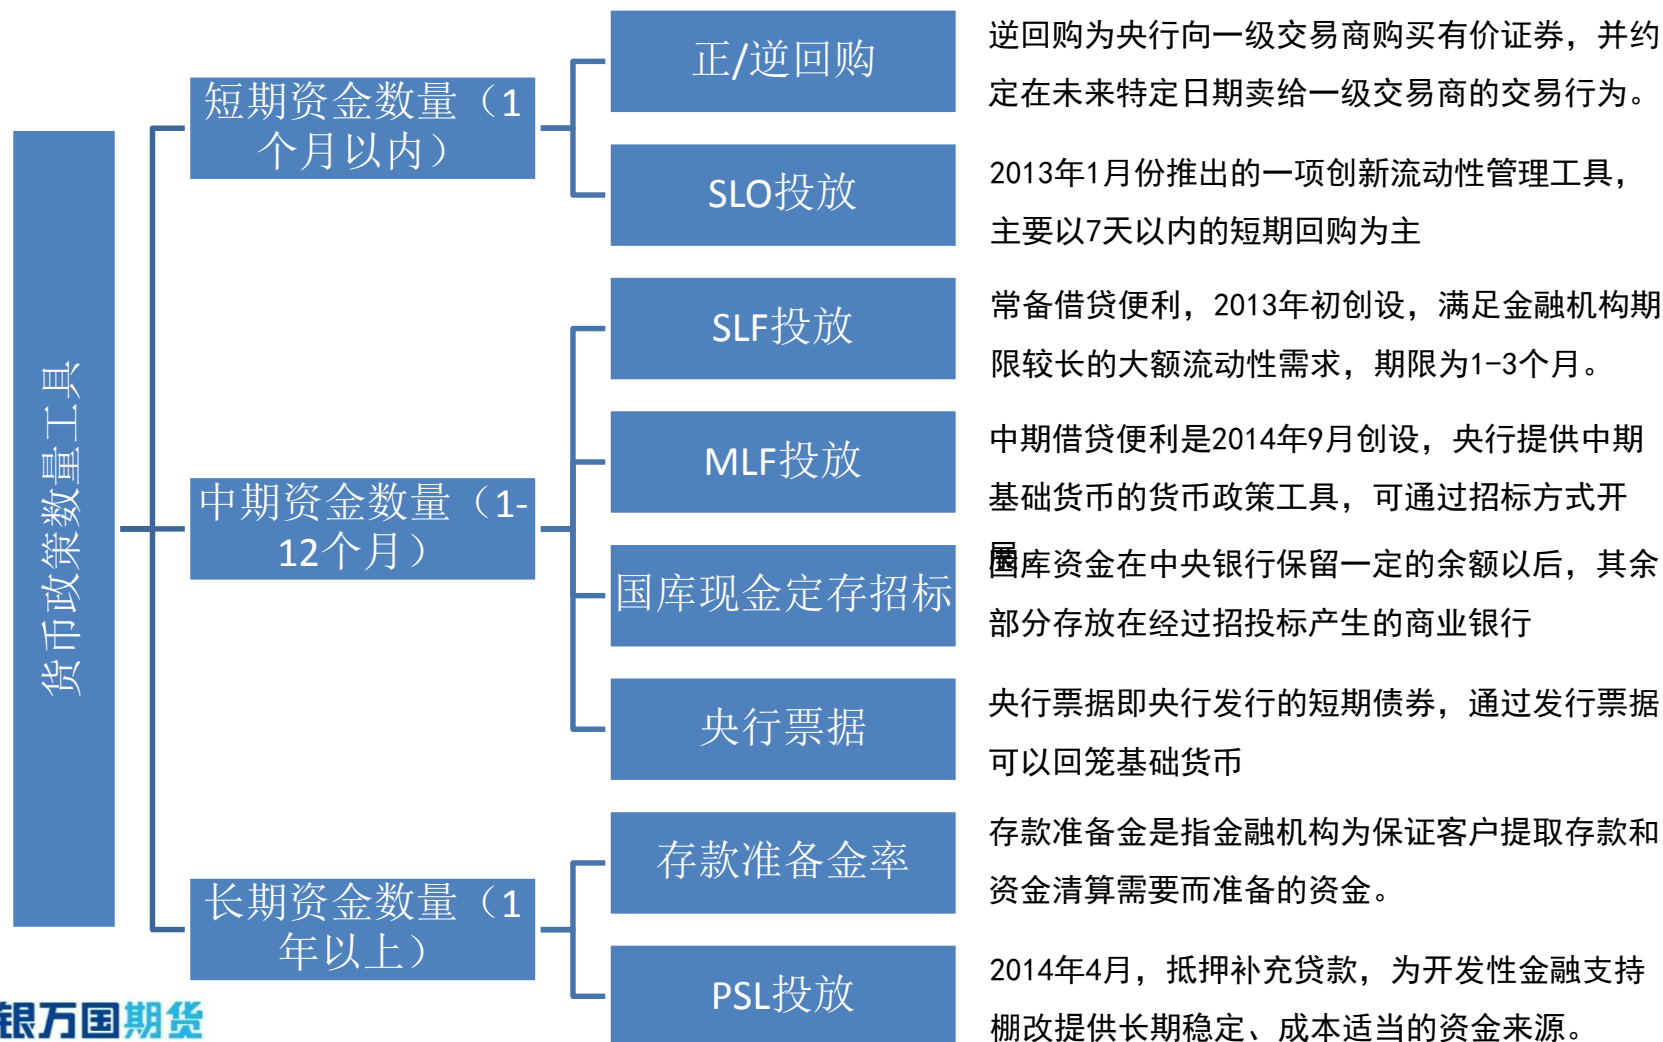 货币政策数量工具
短期资金数量（1
个月以内）
正/逆回购
逆回购为央行向一级交易商购买有价证券，并约
定在未来特定日期卖给一级交易商的交易行为。
SLO投放
2013年1月份推出的一项创新流动性管理工具，
主要以7天以内的短期回购为主
中期资金数量（1-
12个月）
SLF投放
常备借贷便利，2013年初创设，满足金融机构期
限较长的大额流动性需求，期限为1-3个月。
MLF投放
中期借贷便利是2014年9月创设，央行提供中期
基础货币的货币政策工具，可通过招标方式开
展
国库现金定存招标
国库资金在中央银行保留一定的余额以后，其余
部分存放在经过招投标产生的商业银行
央行票据
央行票据即央行发行的短期债券，通过发行票据
可以回笼基础货币
长期资金数量（1
年以上）
存款准备金率
存款准备金是指金融机构为保证客户提取存款和
资金清算需要而准备的资金。
PSL投放
2014年4月，抵押补充贷款，为开发性金融支持
棚改提供长期稳定、成本适当的资金来源。
银万国期货